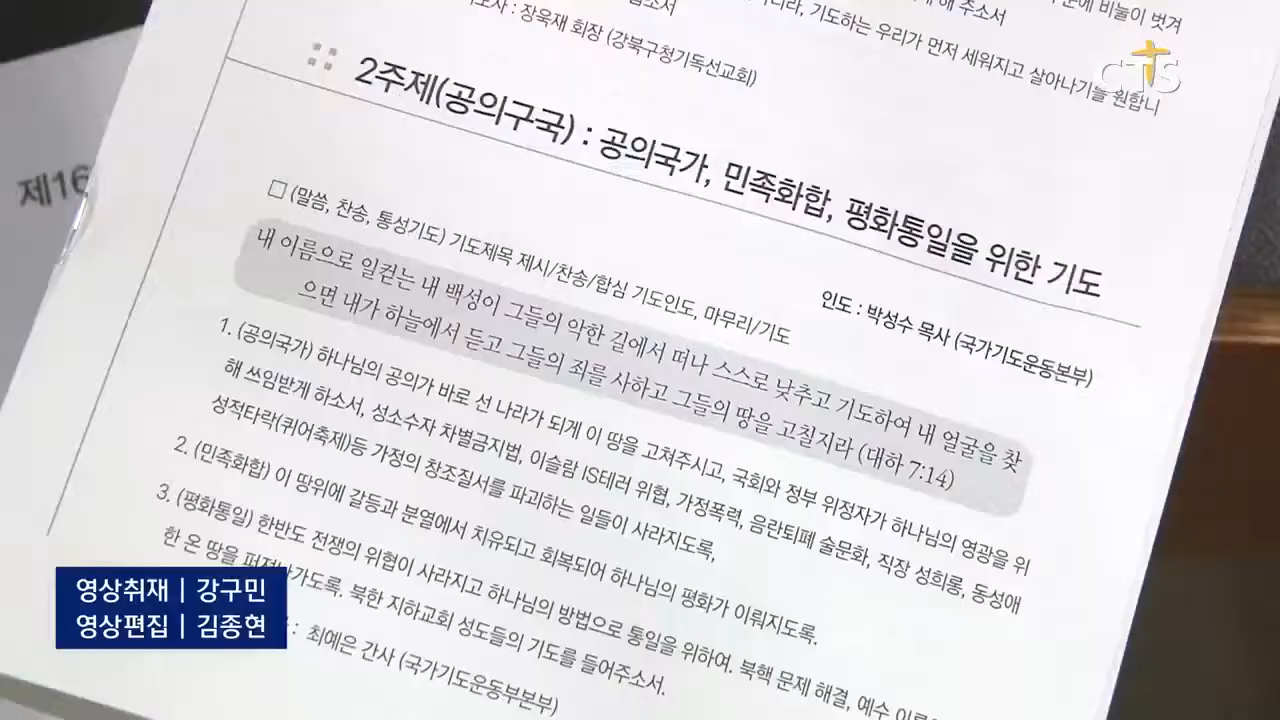 눈에 비눌이 벗겨
해 주소서
기도하는 우리가 먼저 세워지고 살아나기를 원합니
장욱재 회장 (강북구청기독선교회)
CTS
제16
2주제(공의구국) : 공의국가, 민족화합, 평화통일을 위한 기도
인도 : 박성수 목사 (국가기도운동본부)
□ (말씀, 찬송, 통성기도) 기도제목 제시/찬송/합심 기도인도, 마무리/기도
내 이름으로 일컫는 내 백성이 그들의 악한 길에서 떠나 스스로 낮추고 기도하여 내 얼굴을 찾
으면 내가 하늘에서 듣고 그들의 죄를 사하고 그들의 땅을 고칠지라 (대하 7:14)
1. (공의국가) 하나님의 공의가 바로 선 나라가 되게 이 땅을 고쳐주시고, 국회와 정부 위정자가 하나님의 영광을 위
해 쓰임받게 하소서, 성소수자 차별금지법, 이슬람 IS테러 위협, 가정폭력, 음란퇴폐 술문화, 직장 성희롱, 동성애
성적타락(퀴어축제)등 가정의 창조질서를 파괴하는 일들이 사라지도록,
2. (민족화합) 이 땅위에 갈등과 분열에서 치유되고 회복되어 하나님의 평화가 이뤄지도록.
3. (평화통일) 한반도 전쟁의 위협이 사라지고 하나님의 방법으로 통일을 위하여. 북핵 문제 해결, 예수
한 온 땅을 퍼져나가도록. 북한 지하교회 성도들의 기도를 들어주소서.
: 최예은 간사 (국가기도운동부본부)
영상취재 | 강구민
영상편집 | 김종현